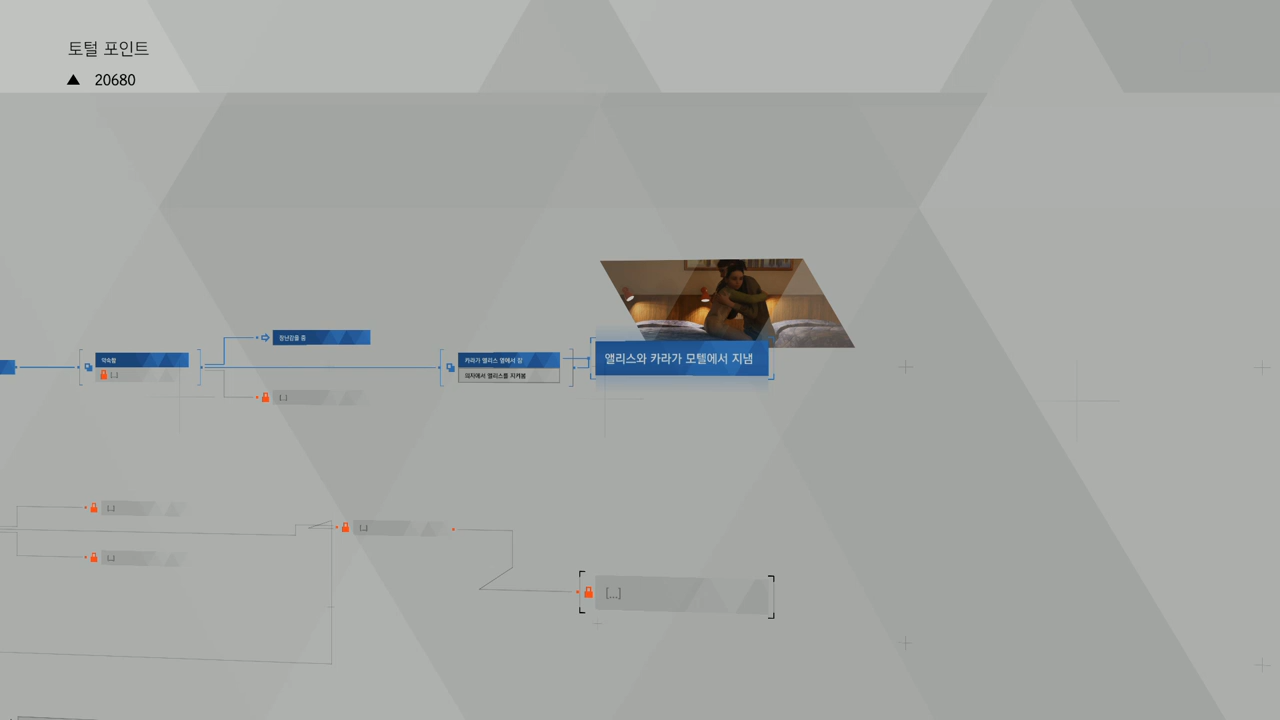 토털 포인트
▲ 20680
장난감을 줌
약속함
[...]
카라가 앨리스 옆에서 잠
의자에서 앨리스를 지켜봄
앨리스와 카라가 모텔에서 지냄
[...]
[...]
[...]
[...]
[...]